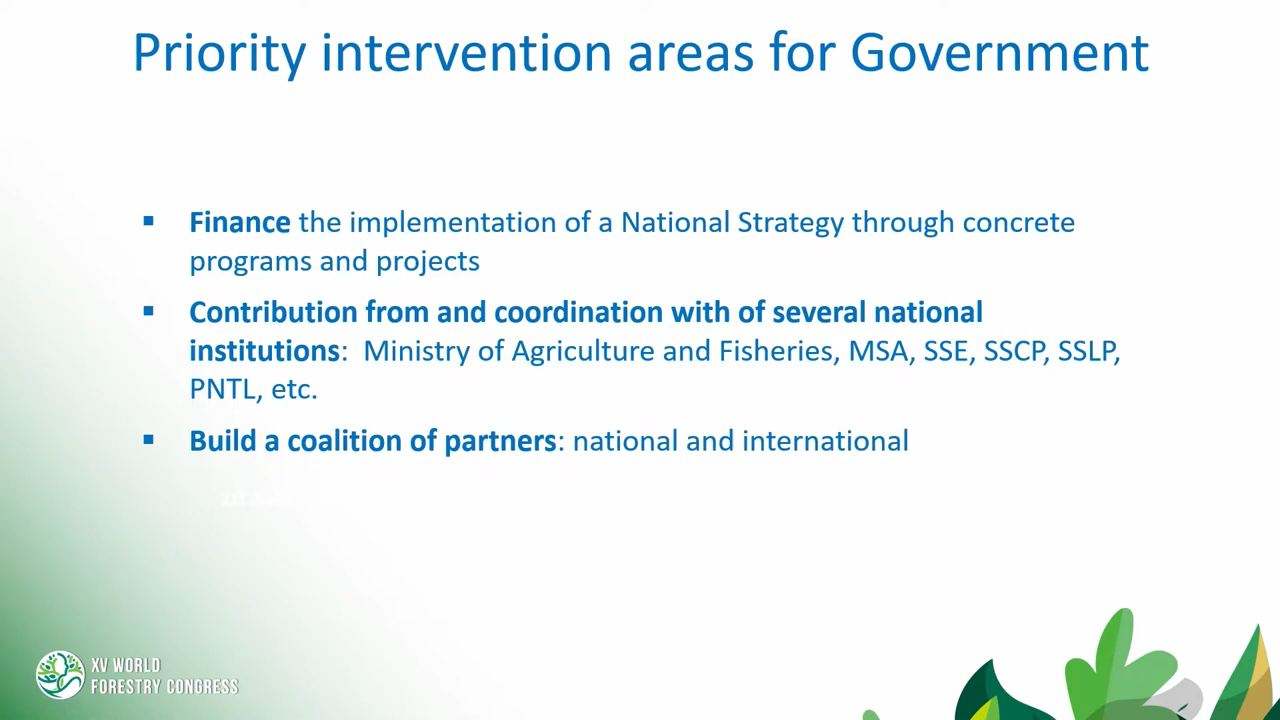 Priority intervention areas for Government
▪ Finance the implementation of a National Strategy through concrete
programs and projects
▪ Contribution from and coordination with of several national
institutions: Ministry of Agriculture and Fisheries, MSA, SSE, SSCP, SSLP,
PNTL, etc.
▪ Build a coalition of partners: national and international
XV WORLD
FORESTRY CONGRESS